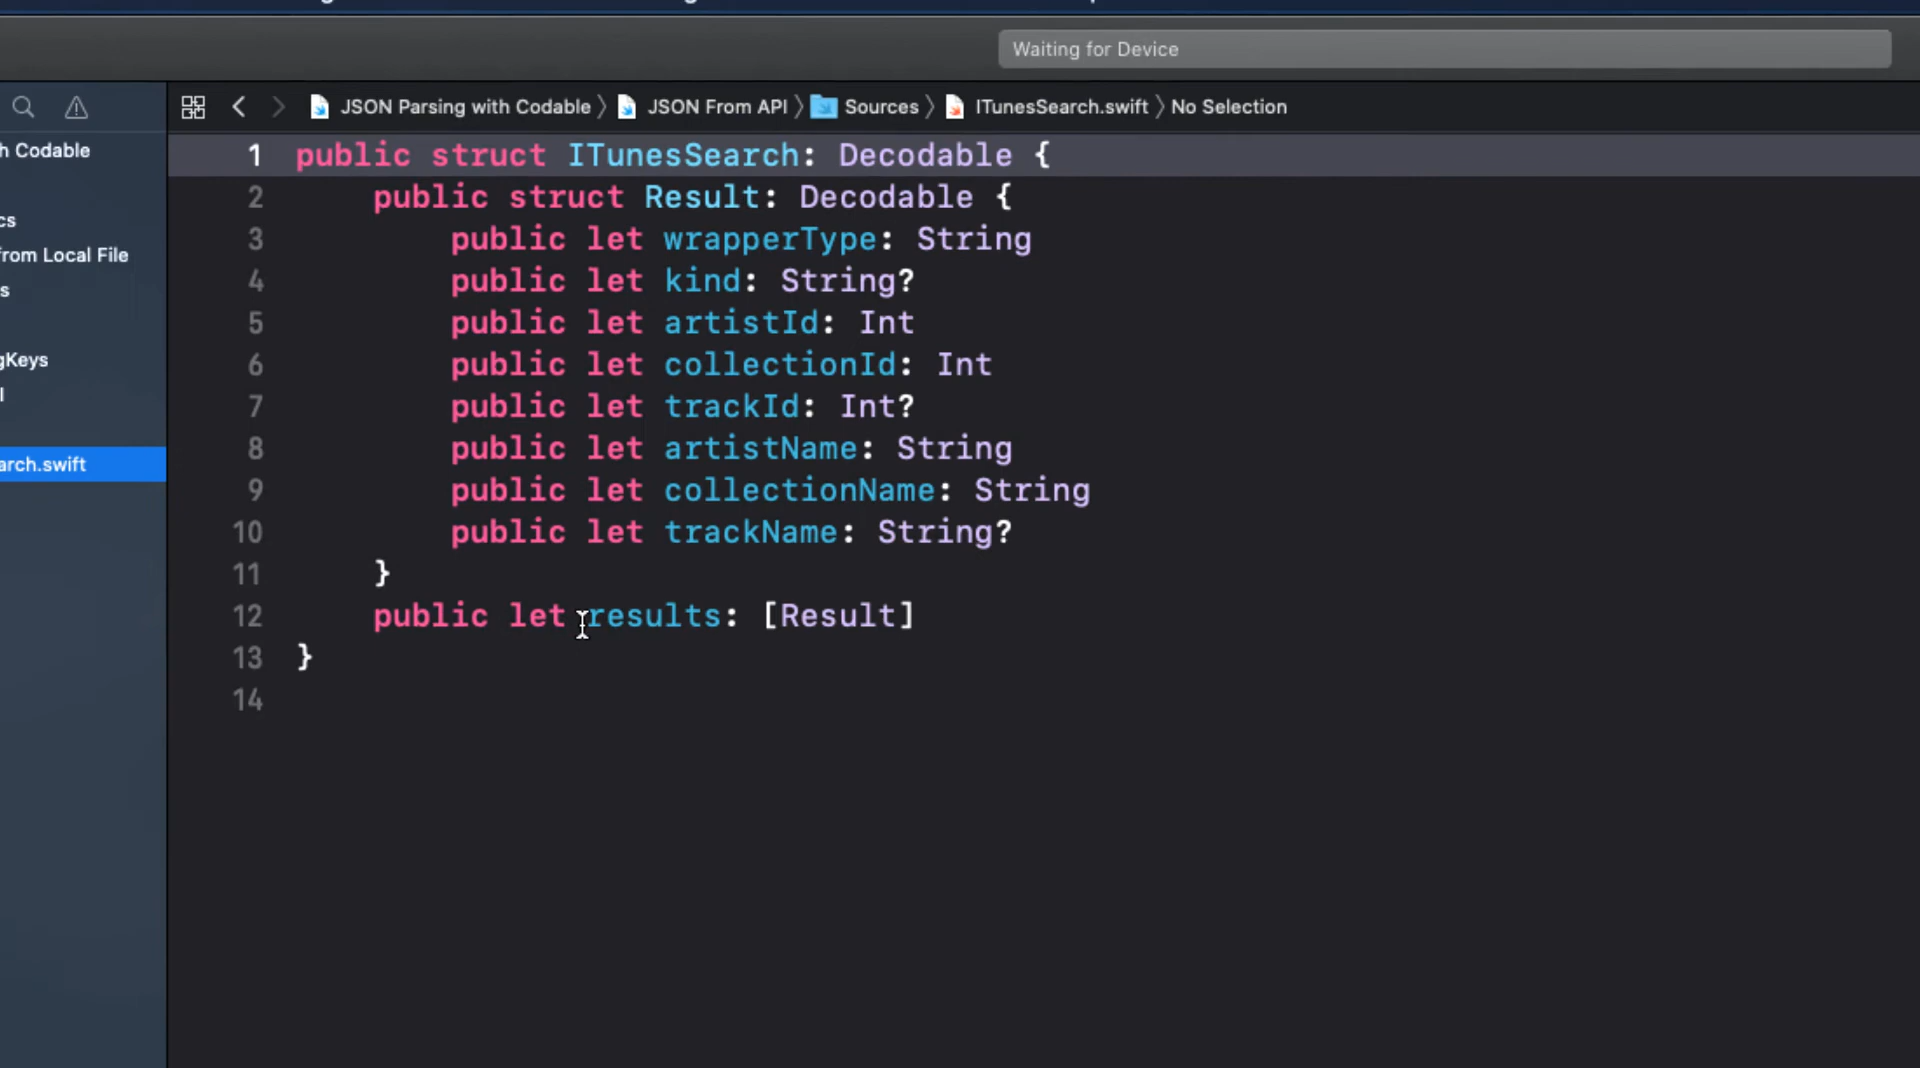 Waiting for Device
JSON Parsing with Codable 〉 JSON From API 〉 Sources 〉 ITunesSearch.swift 〉 No Selection
h Codable
cs
from Local File
s
gKeys
I
arch.swift
1 public struct ITunesSearch: Decodable {
2 public struct Result: Decodable {
3 public let wrapperType: String
4 public let kind: String?
5 public let artistId: Int
6 public let collectionId: Int
7 public let trackId: Int?
8 public let artistName: String
9 public let collectionName: String
10 public let trackName: String?
11 }
12 public let results: [Result]
13 }
14